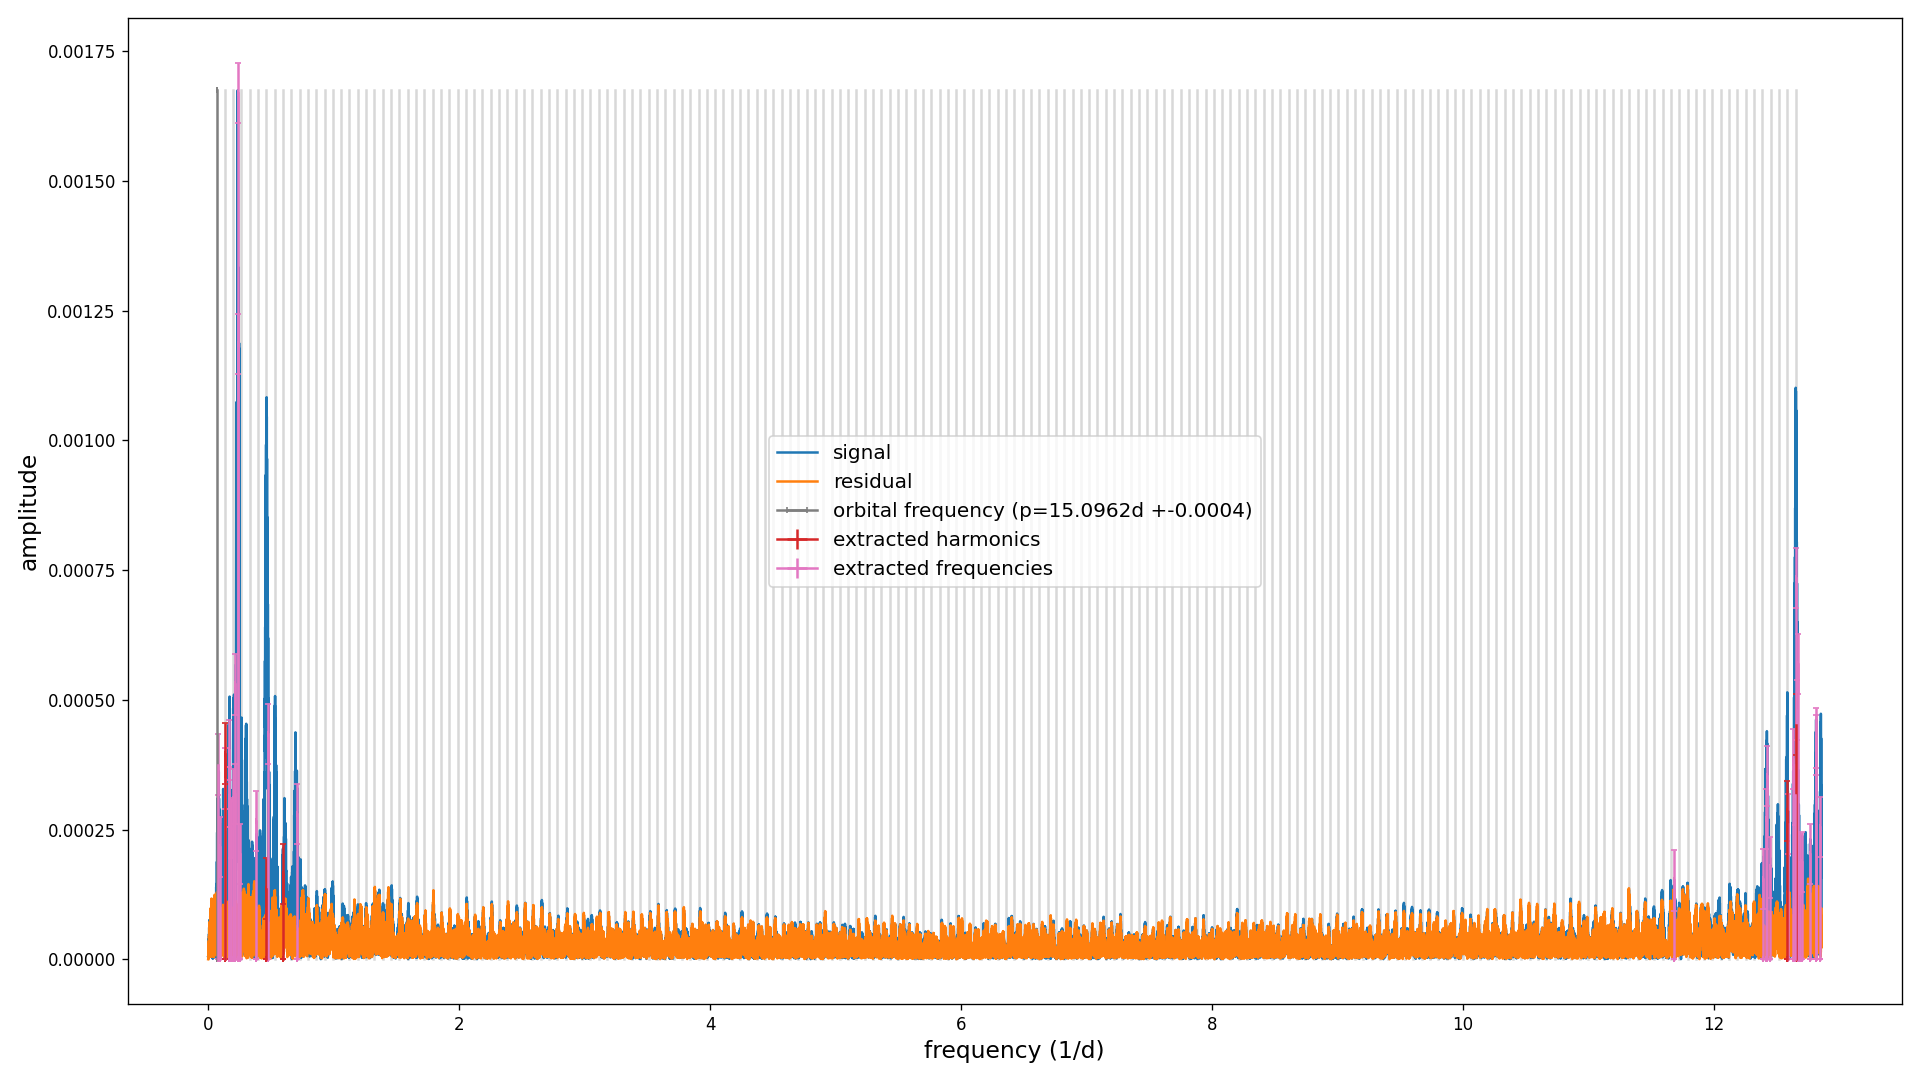 0.00175
0.00150
0.00125
0.00100
0.00075
0.00050
0.00025
0.00000
amplitude
signal
residual
orbital frequency (p=15.0962d +-0.0004)
extracted harmonics
extracted frequencies
0 2 4 6 8 10 12
frequency (1/d)